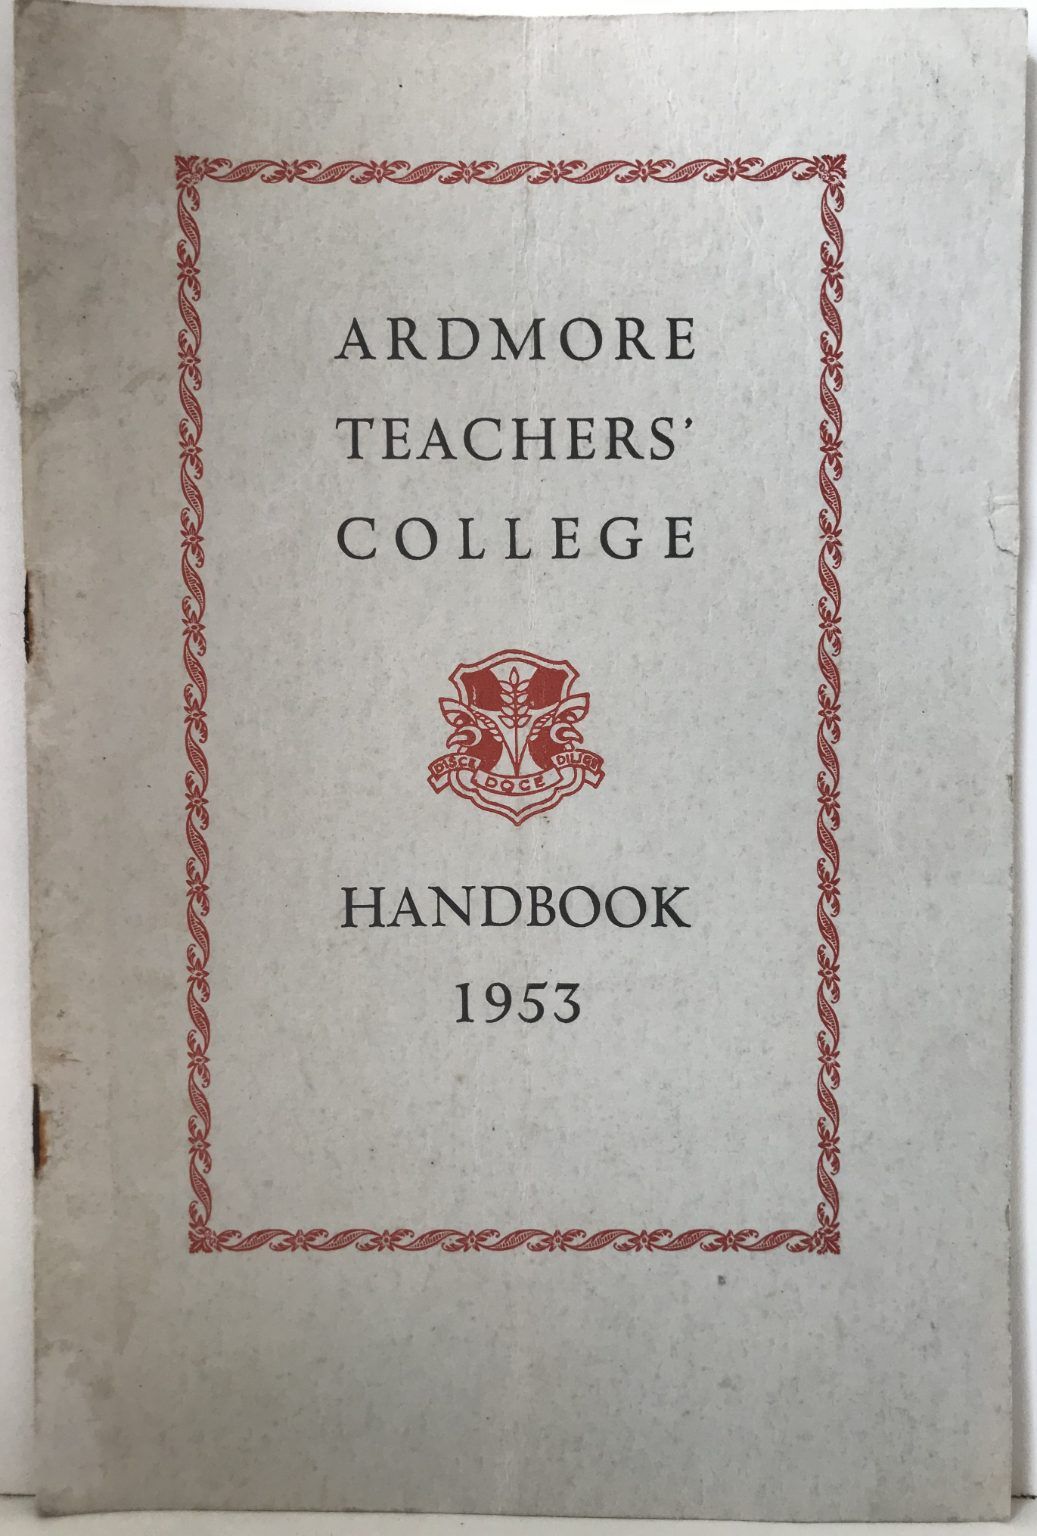 ARDMORE
TEACHERS'
COLLEGE
DISCE DOCE DILIGE
HANDBOOK
1953